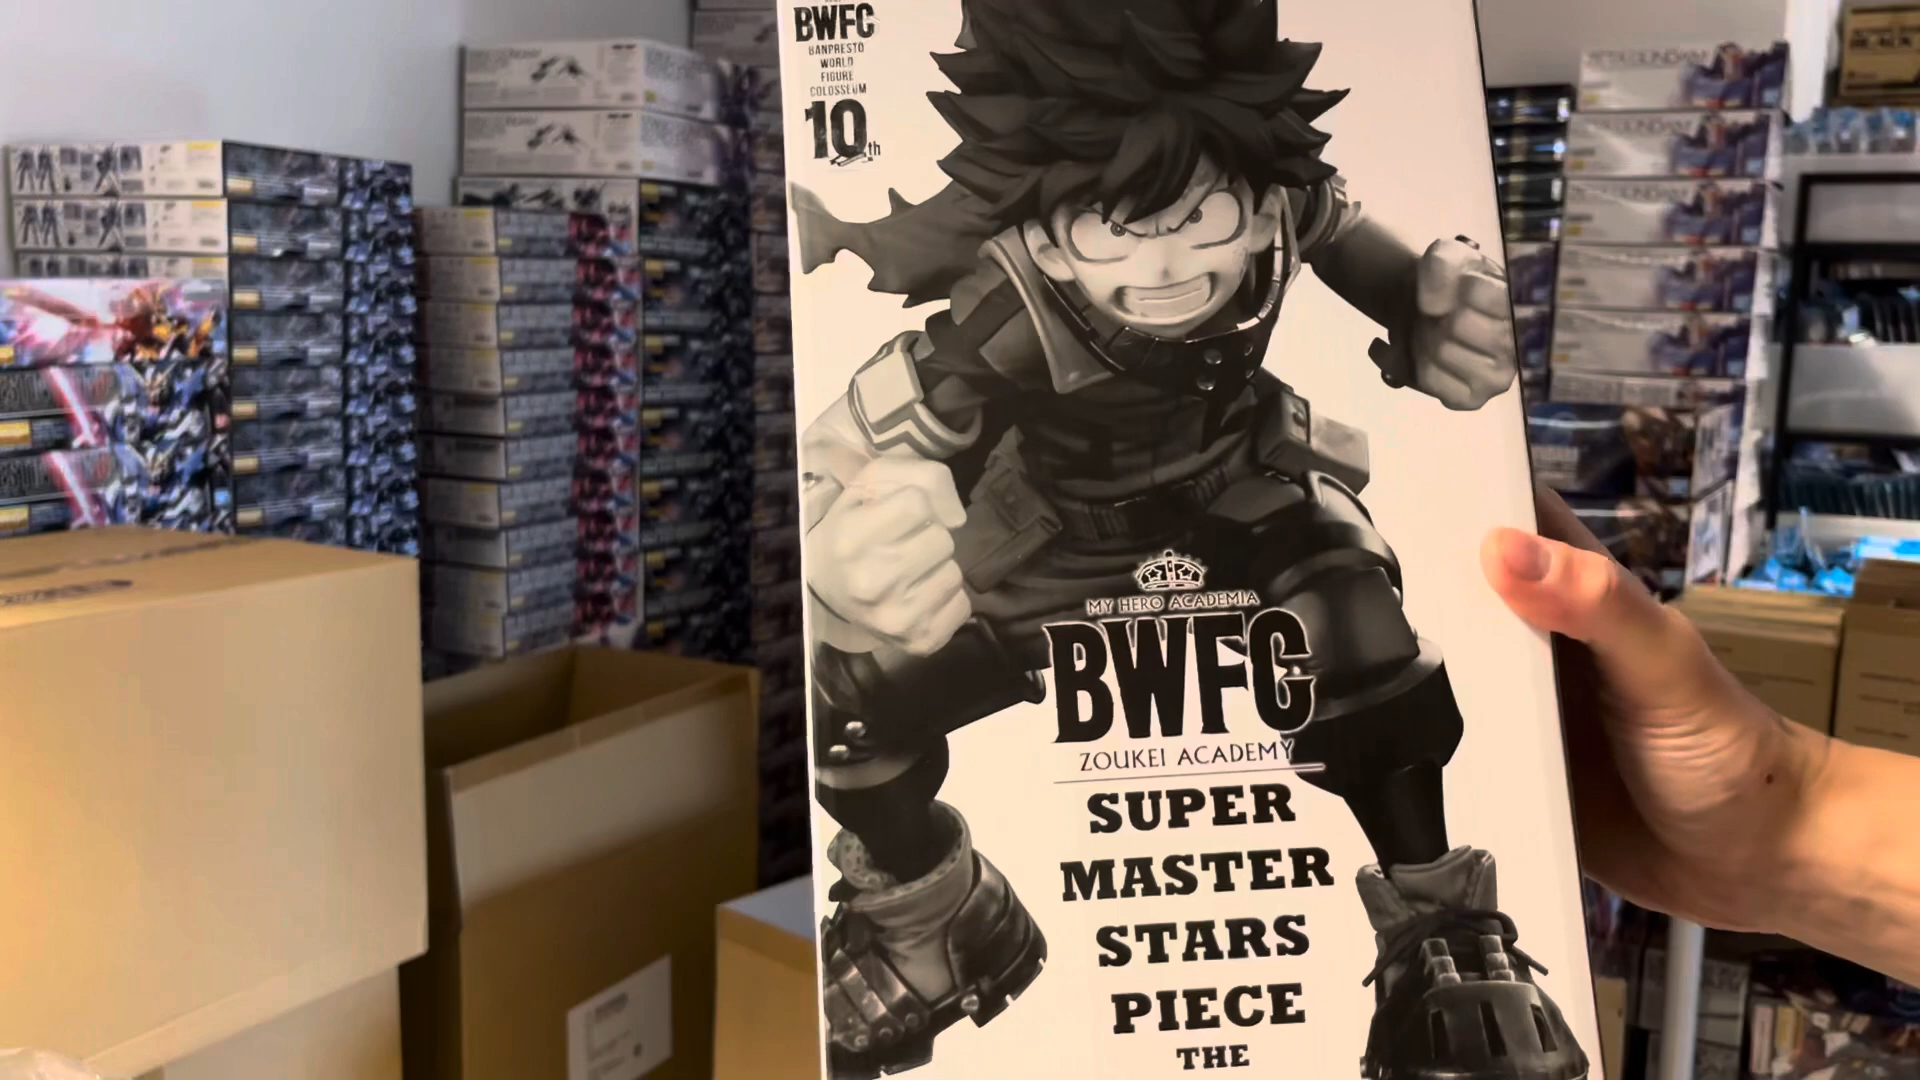 BWFC
BANPRESTO
WORLD
FIGURE
COLOSSEUM
10th
MY HERO ACADEMIA
BWFC
ZOUKEI ACADEMY
SUPER
MASTER
STARS
PIECE
THE